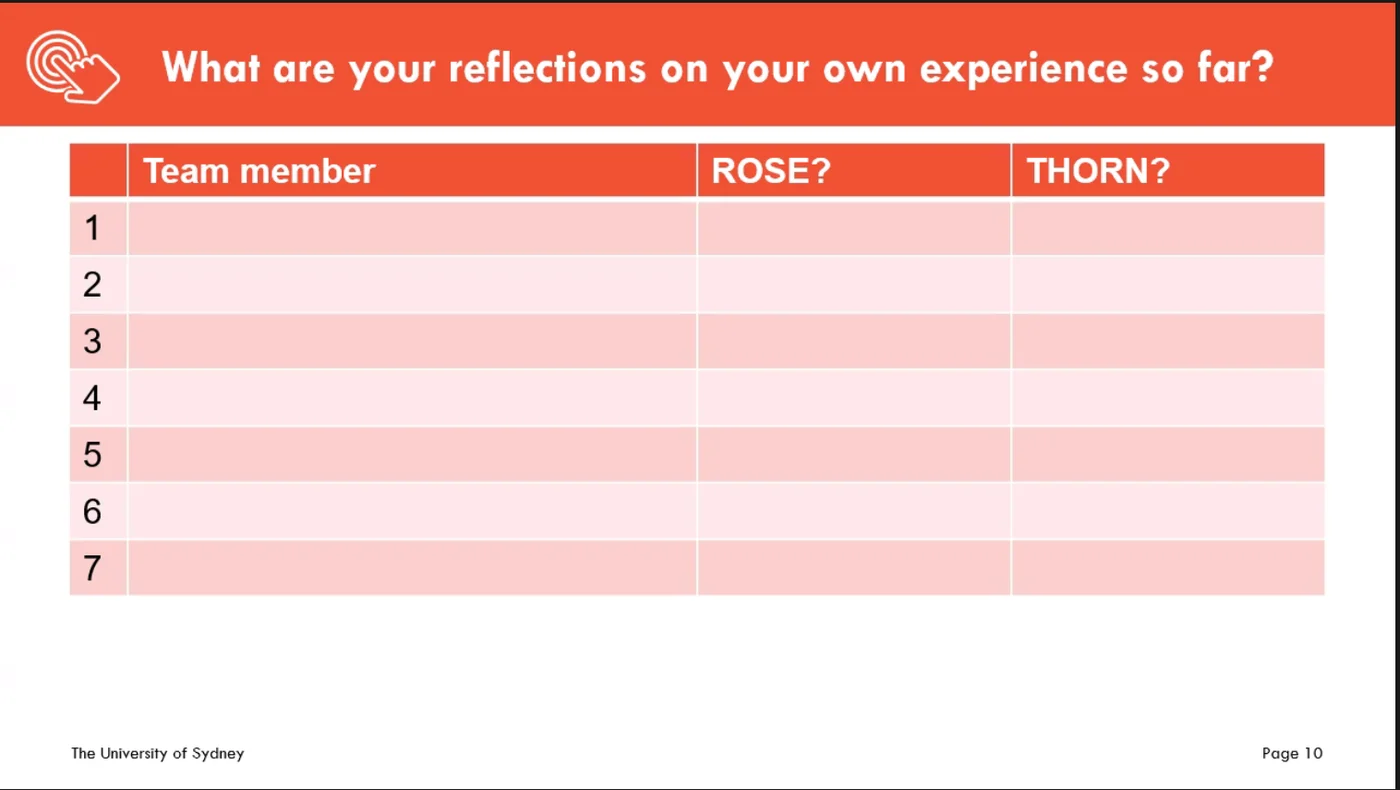 What are your reflections on your own experience so far?
Team member ROSE? THORN?
1
2
3
4
5
6
7
The University of Sydney Page 10